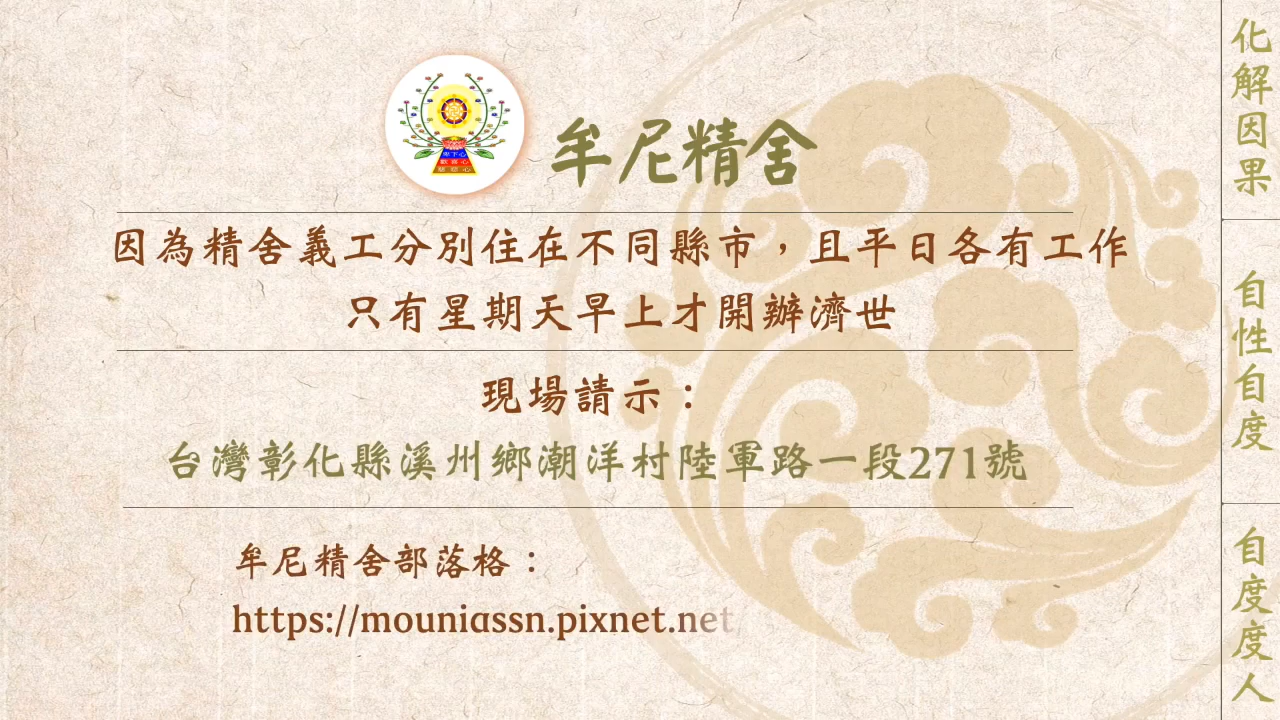 牟尼精舍
因為精舍義工分別住在不同縣市，且平日各有工作
只有星期天早上才開辦濟世
現場請示：
台灣彰化縣溪州鄉潮洋村陸軍路一段271號
牟尼精舍部落格：
https://mouniassn.pixnet.net
化解因果
自性自度
自度度人